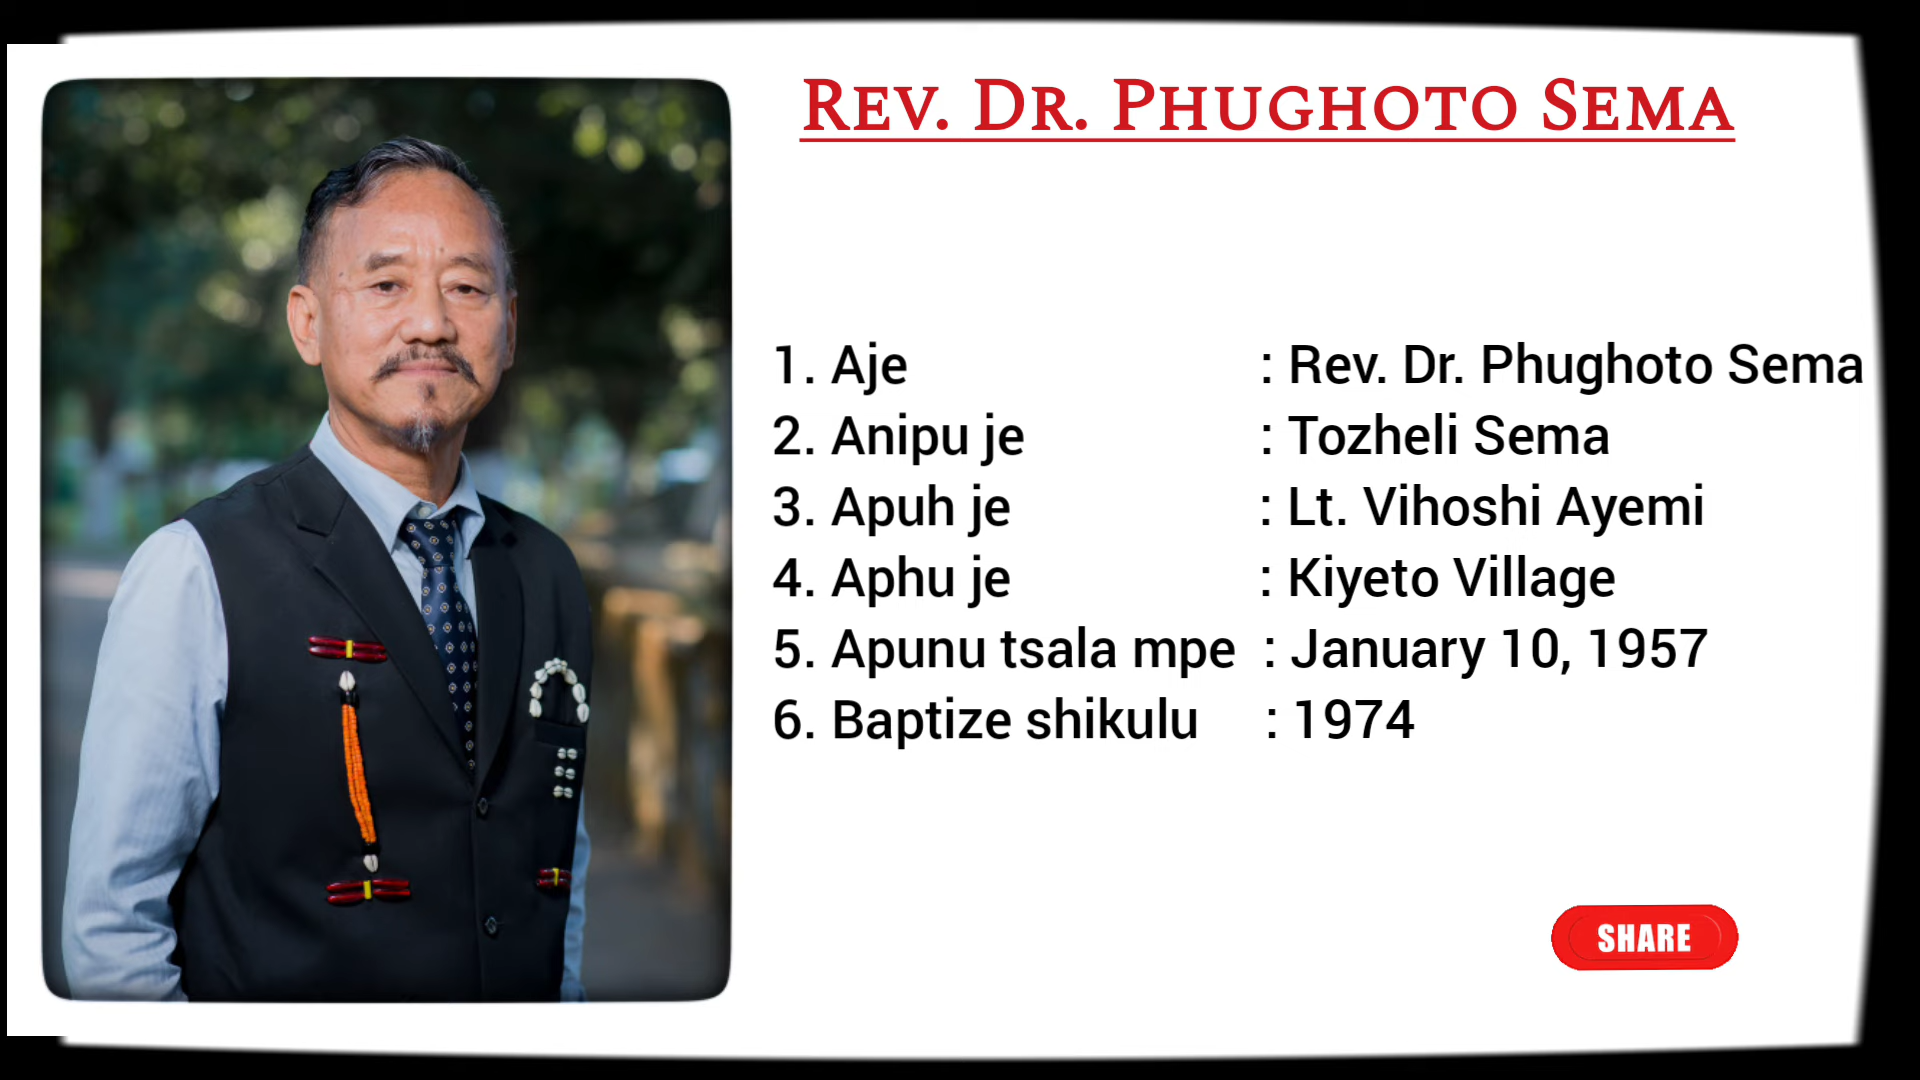 Rev. Dr. Phughoto Sema
1. Aje : Rev. Dr. Phughoto Sema
2. Anipu je : Tozheli Sema
3. Apuh je : Lt. Vihoshi Ayemi
4. Aphu je : Kiyeto Village
5. Apunu tsala mpe : January 10, 1957
6. Baptize shikulu : 1974
SHARE